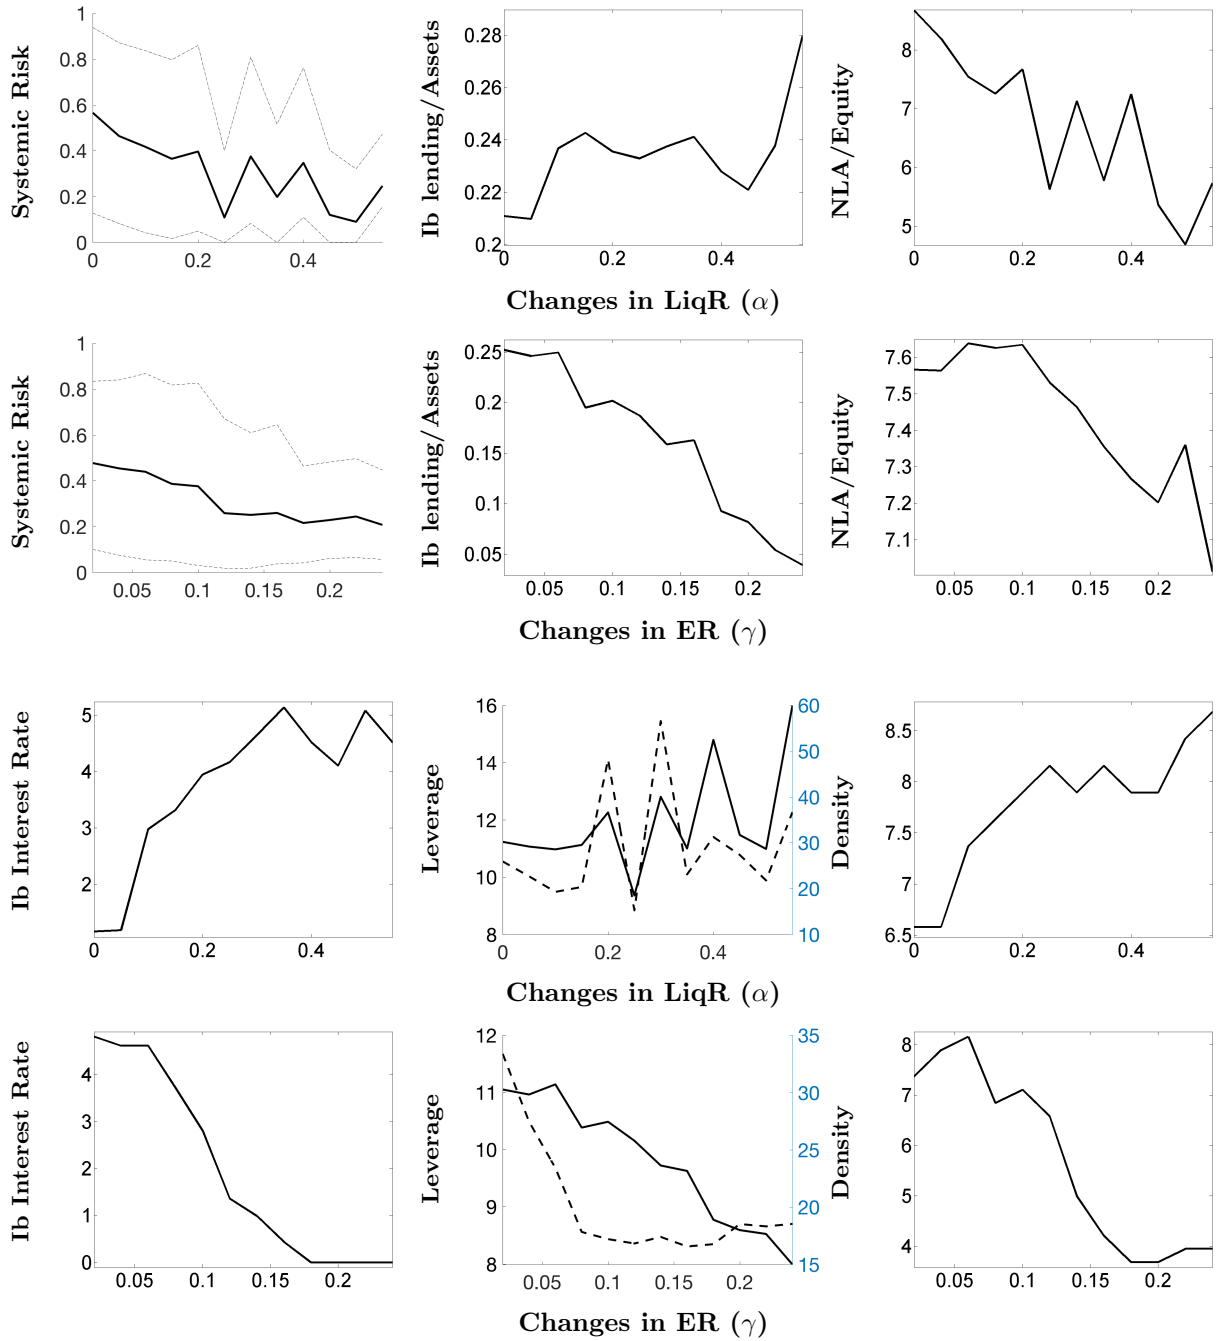 Systemic Risk
1
0.8
0.6
0.4
0.2
0
0 0.2 0.4
Ib lending/Assets
0.28
0.26
0.24
0.22
0.2
0 0.2 0.4
NLA/Equity
8
7
6
5
0 0.2 0.4
Changes in LiqR (α)
Systemic Risk
1
0.8
0.6
0.4
0.2
0
0.05 0.1 0.15 0.2
Ib lending/Assets
0.25
0.2
0.15
0.1
0.05
0.05 0.1 0.15 0.2
NLA/Equity
7.6
7.5
7.4
7.3
7.2
7.1
0.05 0.1 0.15 0.2
Changes in ER (γ)
Ib Interest Rate
5
4
3
2
0 0.2 0.4
Leverage
16
14
12
10
8
0 0.2 0.4
60
50
40
30
20
10
Density
8.5
8
7.5
7
6.5
0 0.2 0.4
Changes in LiqR (α)
Ib Interest Rate
4
3
2
1
0
0.05 0.1 0.15 0.2
Leverage
12
11
10
9
8
0.05 0.1 0.15 0.2
35
30
25
20
15
Density
8
7
6
5
4
0.05 0.1 0.15 0.2
Changes in ER (γ)